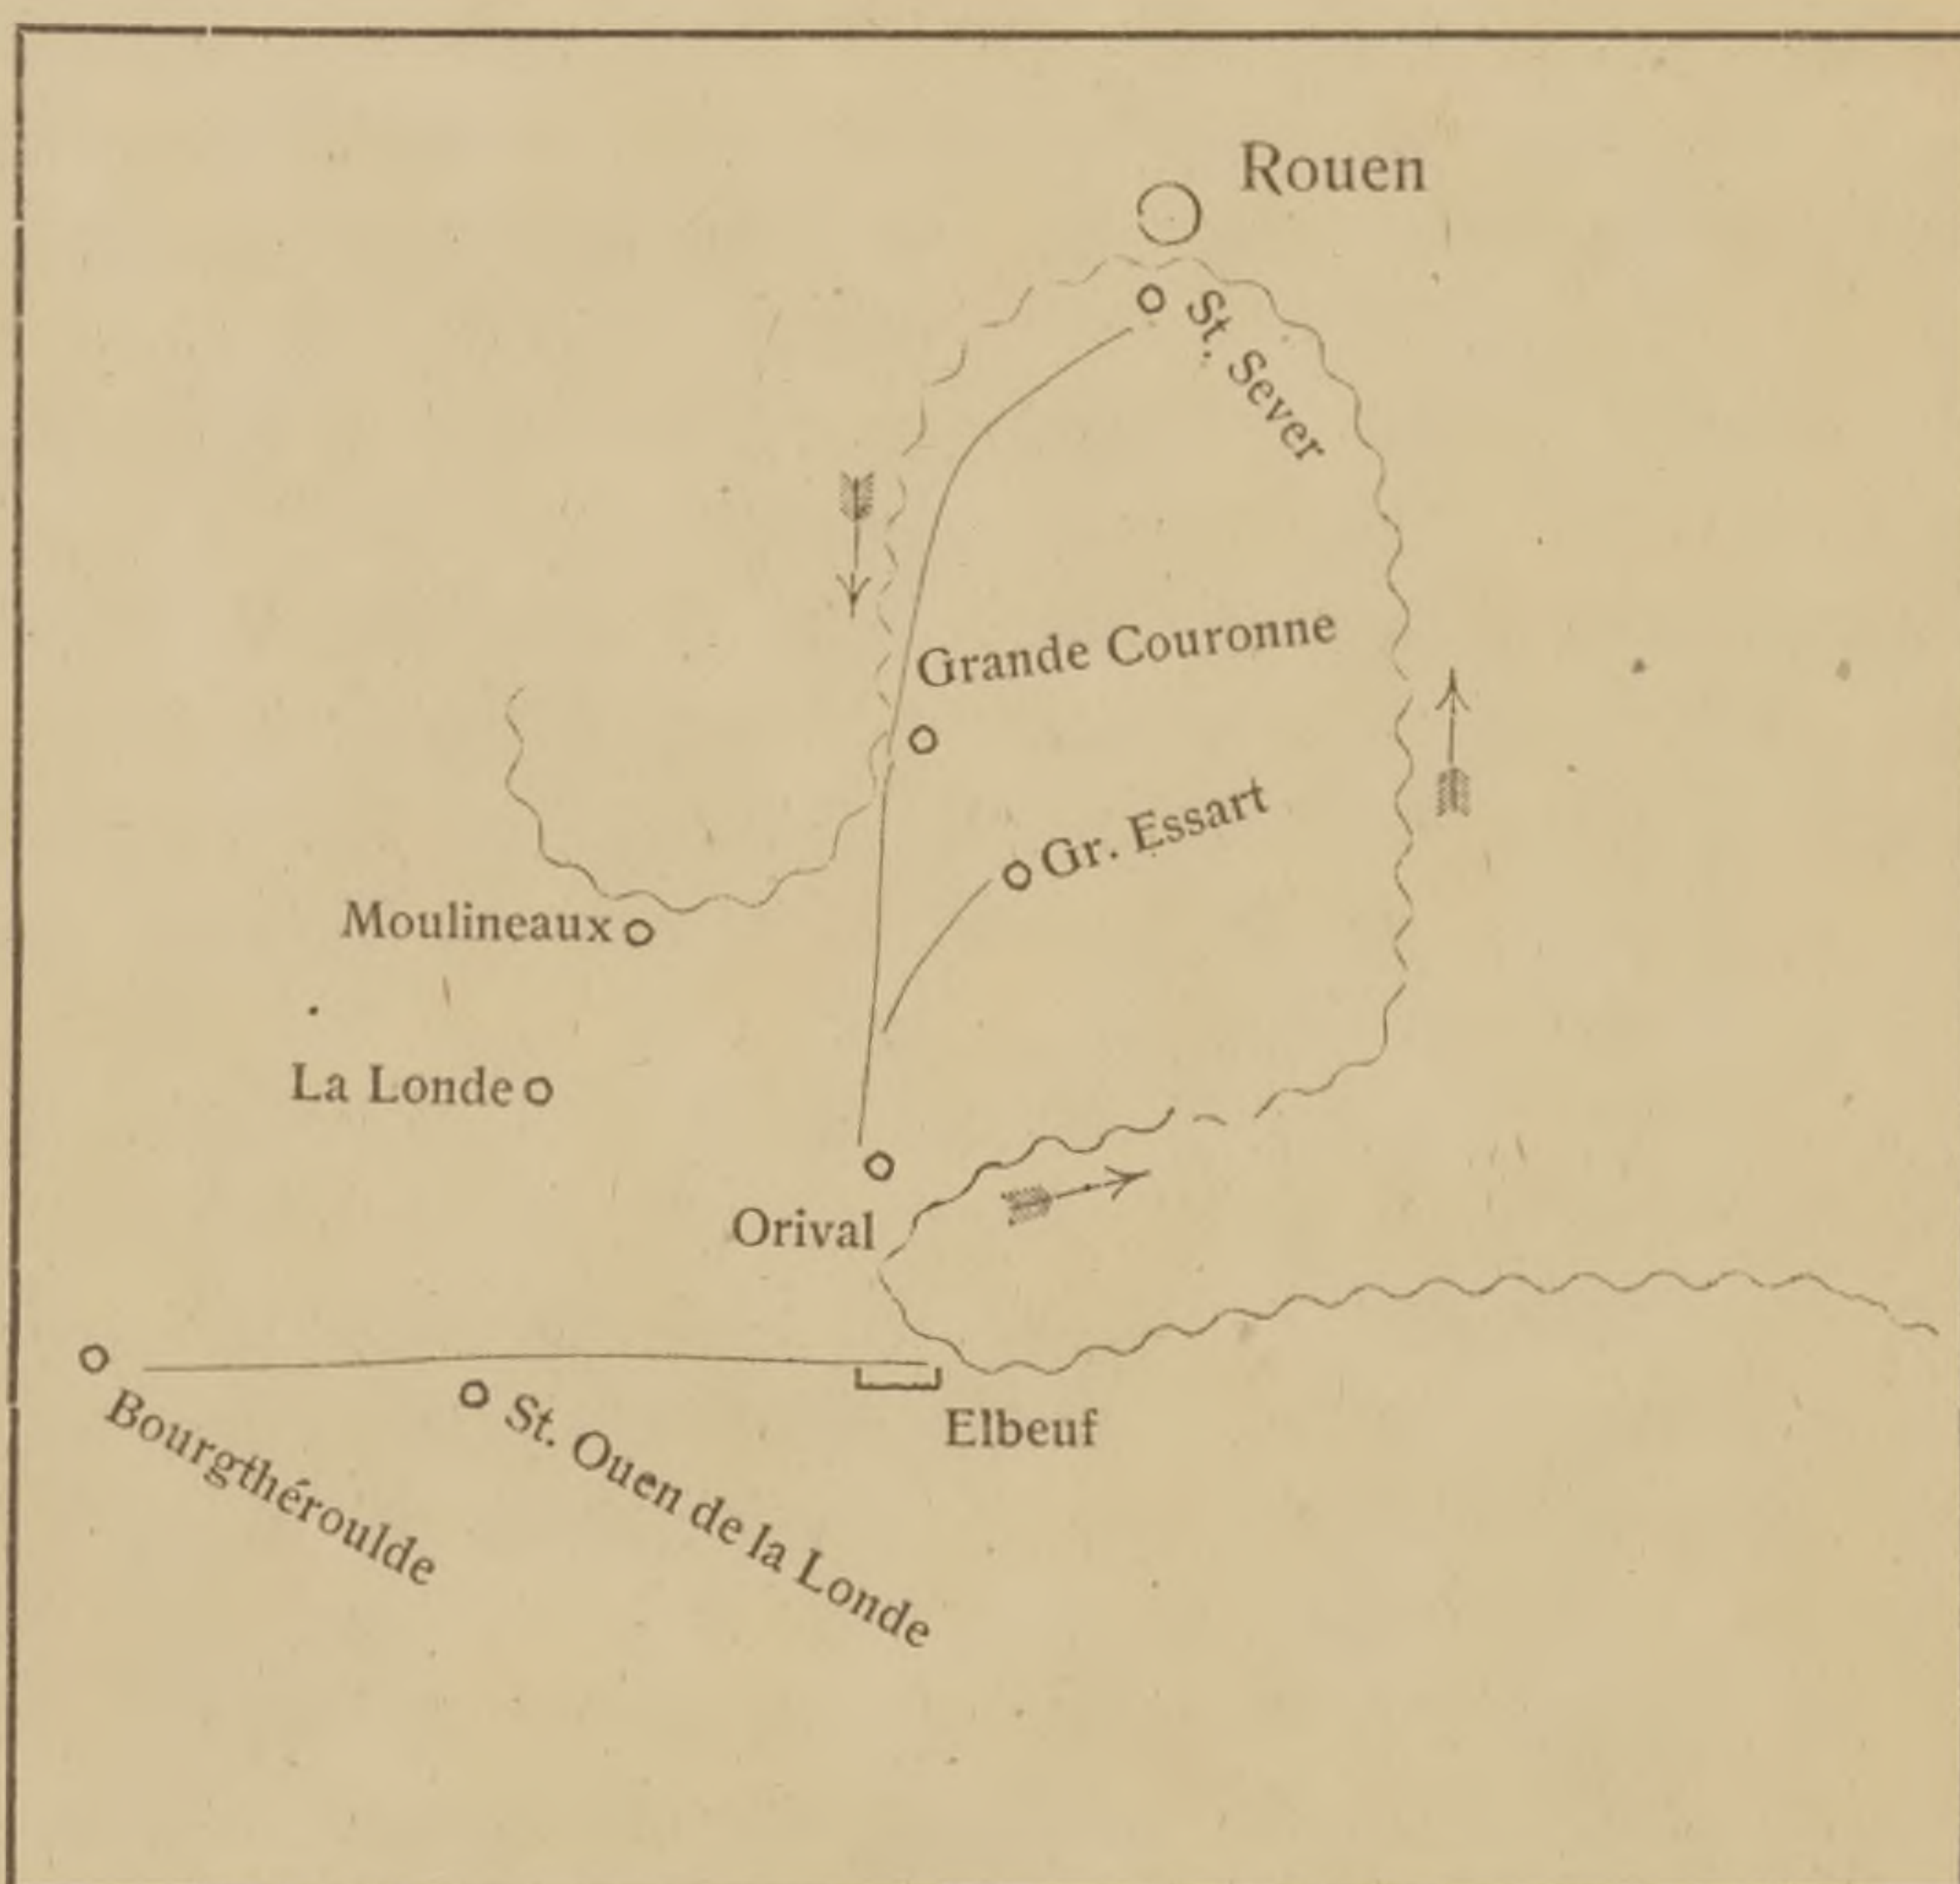 Rouen
St. Sever
Grande Couronne
Gr. Essart
Moulineaux
La Londe
Orival
Elbeuf
Bourgthéroulde
St. Ouen de la Londe